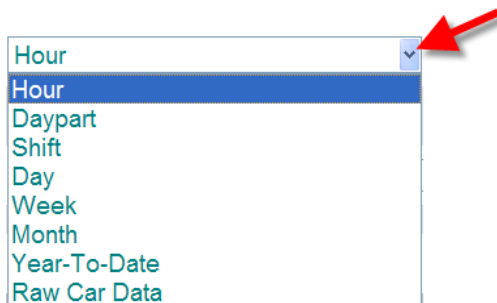 Hour
Hour
Daypart
Shift
Day
Week
Month
Year-To-Date
Raw Car Data